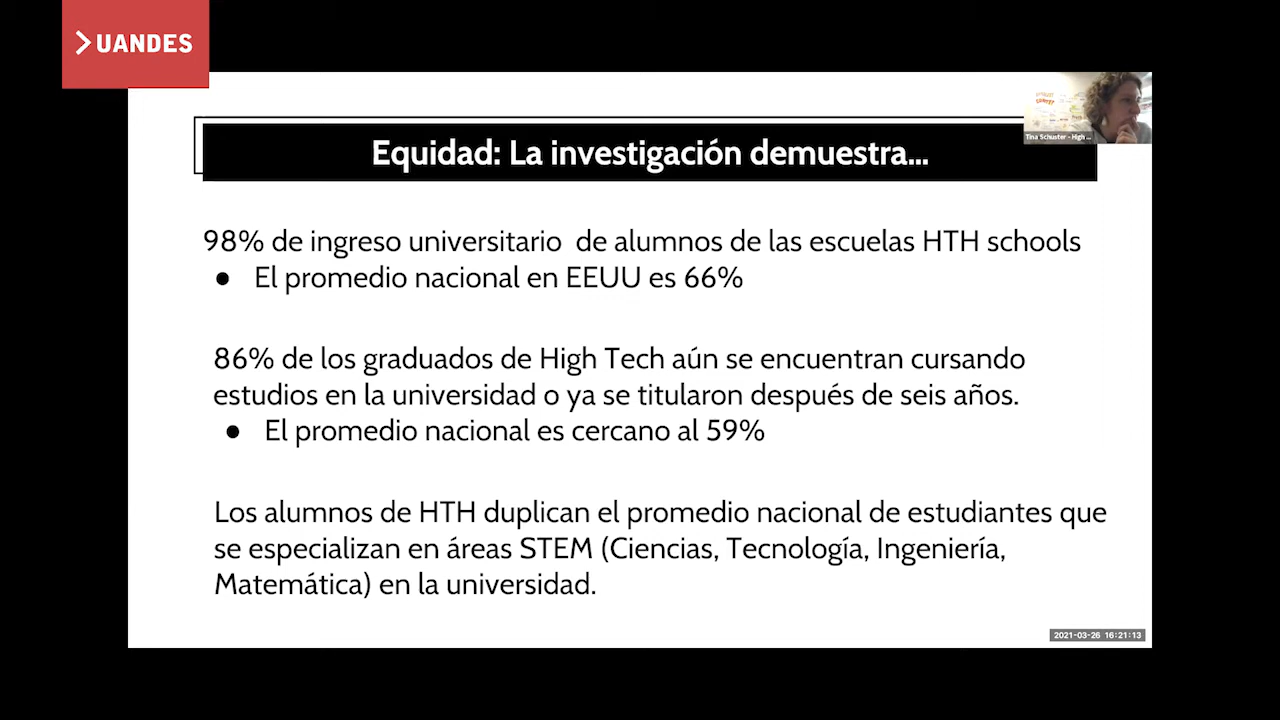 UANDES
Tina Schuster - High ...
Equidad: La investigación demuestra...
98% de ingreso universitario de alumnos de las escuelas HTH schools
● El promedio nacional en EEUU es 66%
86% de los graduados de High Tech aún se encuentran cursando
estudios en la universidad o ya se titularon después de seis años.
● El promedio nacional es cercano al 59%
Los alumnos de HTH duplican el promedio nacional de estudiantes que
se especializan en áreas STEM (Ciencias, Tecnología, Ingeniería,
Matemática) en la universidad.
2021-03-26 16:21:13